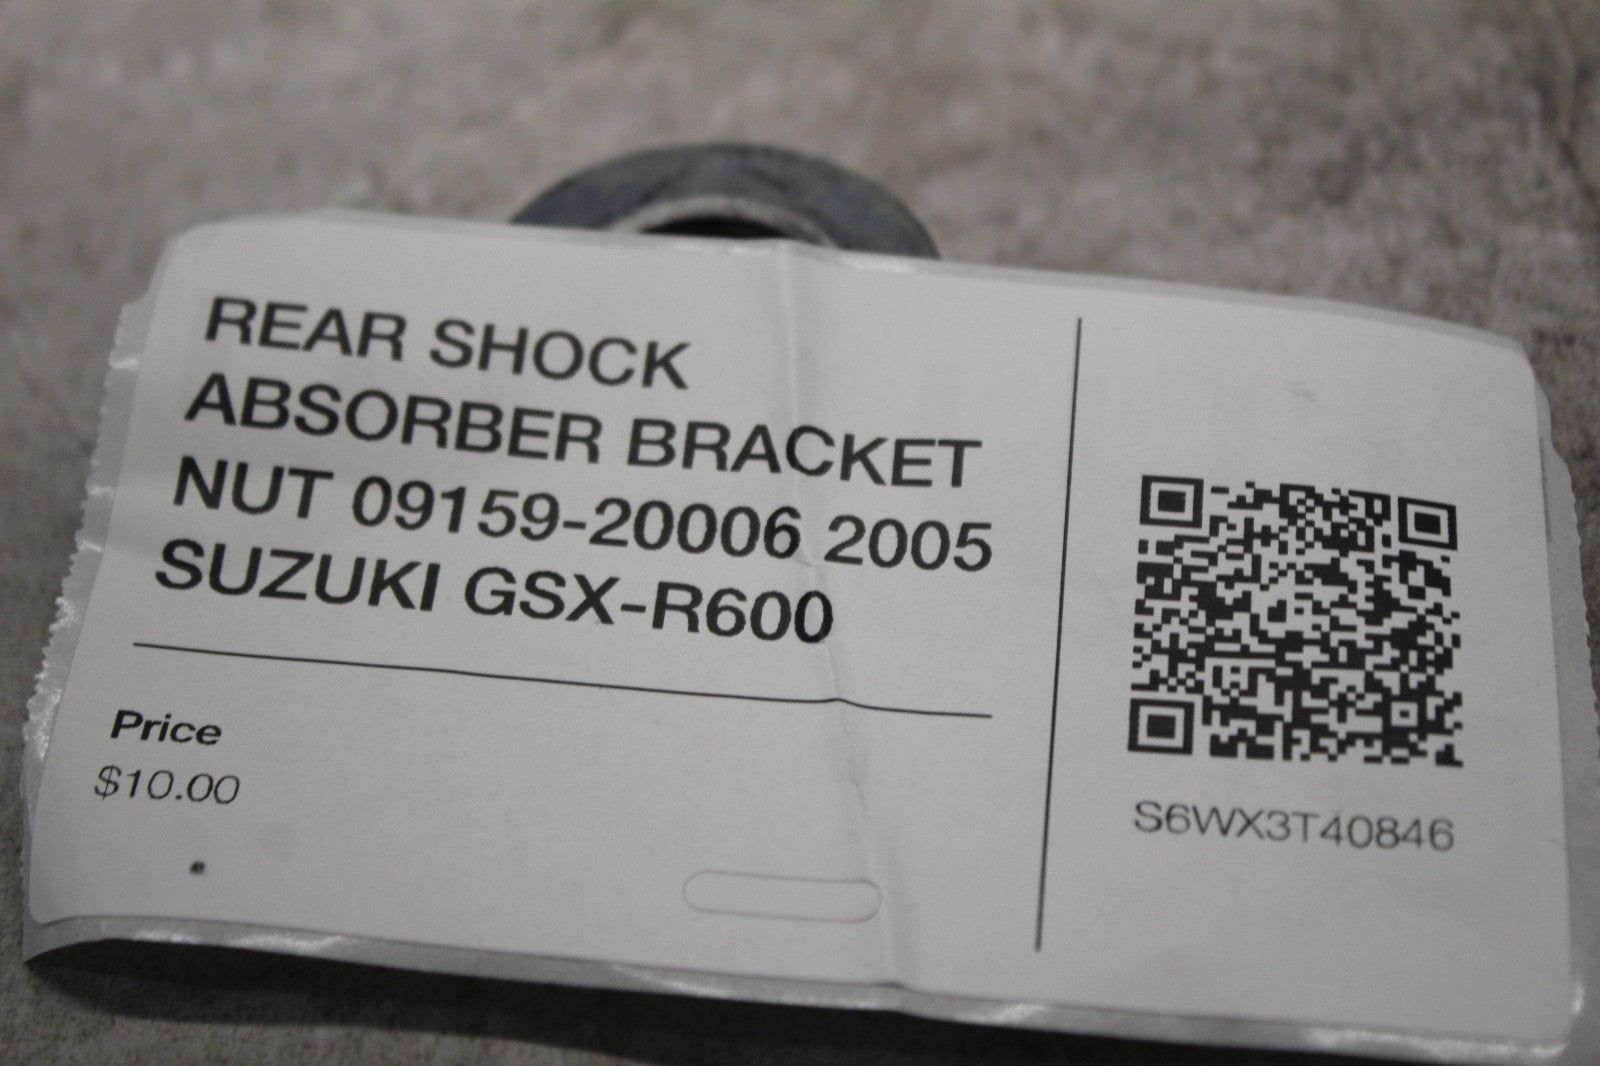 REAR SHOCK
ABSORBER BRACKET
NUT 09159-20006 2005
SUZUKI GSX-R600
Price
$10.00
S6WX3T40846